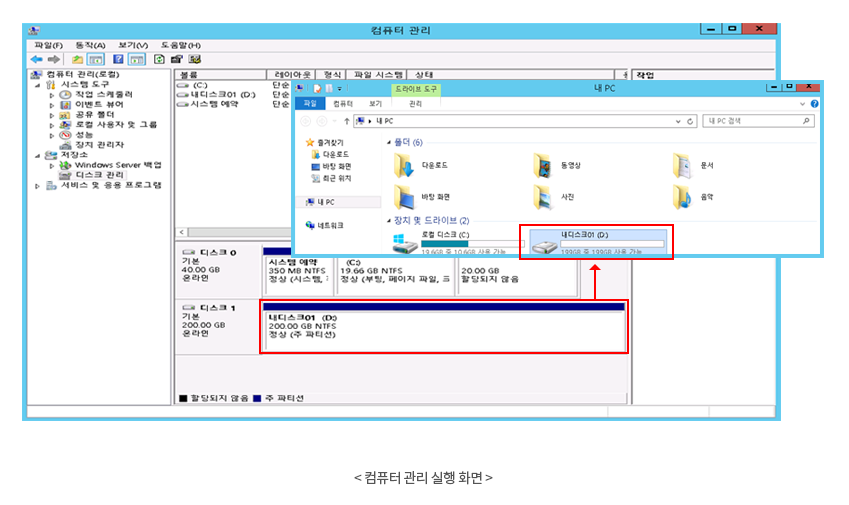 컴퓨터 관리
파일(F) 동작(A) 보기(V) 도움말(H)
컴퓨터 관리(로컬)
시스템 도구
작업 스케줄러
이벤트 뷰어
공유 폴더
로컬 사용자 및 그룹
성능
장치 관리자
저장소
Windows Server 백업
디스크 관리
서비스 및 응용 프로그램
볼륨 레이아웃 형식 파일 시스템 상태
(C:) 단순
내디스크01 (D:) 단순
시스템 예약 단순
작업
드라이브 도구
내 PC
파일 컴퓨터 보기 관리
내 PC
내 PC 검색
즐겨찾기
다운로드
바탕 화면
최근 위치
내 PC
네트워크
폴더 (6)
다운로드 동영상 문서
바탕 화면 사진 음악
장치 및 드라이브 (2)
로컬 디스크 (C:)
19.6GB 중 10.6GB 사용 가능
내디스크01 (D:)
199GB 중 199GB 사용 가능
디스크 0
기본
40.00 GB
온라인
시스템 예약
350 MB NTFS
정상 (시스템,
(C:)
19.66 GB NTFS
정상 (부팅, 페이지 파일, 크
20.00 GB
할당되지 않음
디스크 1
기본
200.00 GB
온라인
내디스크01 (D:)
200.00 GB NTFS
정상 (주 파티션)
할당되지 않음 주 파티션
< 컴퓨터 관리 실행 화면 >